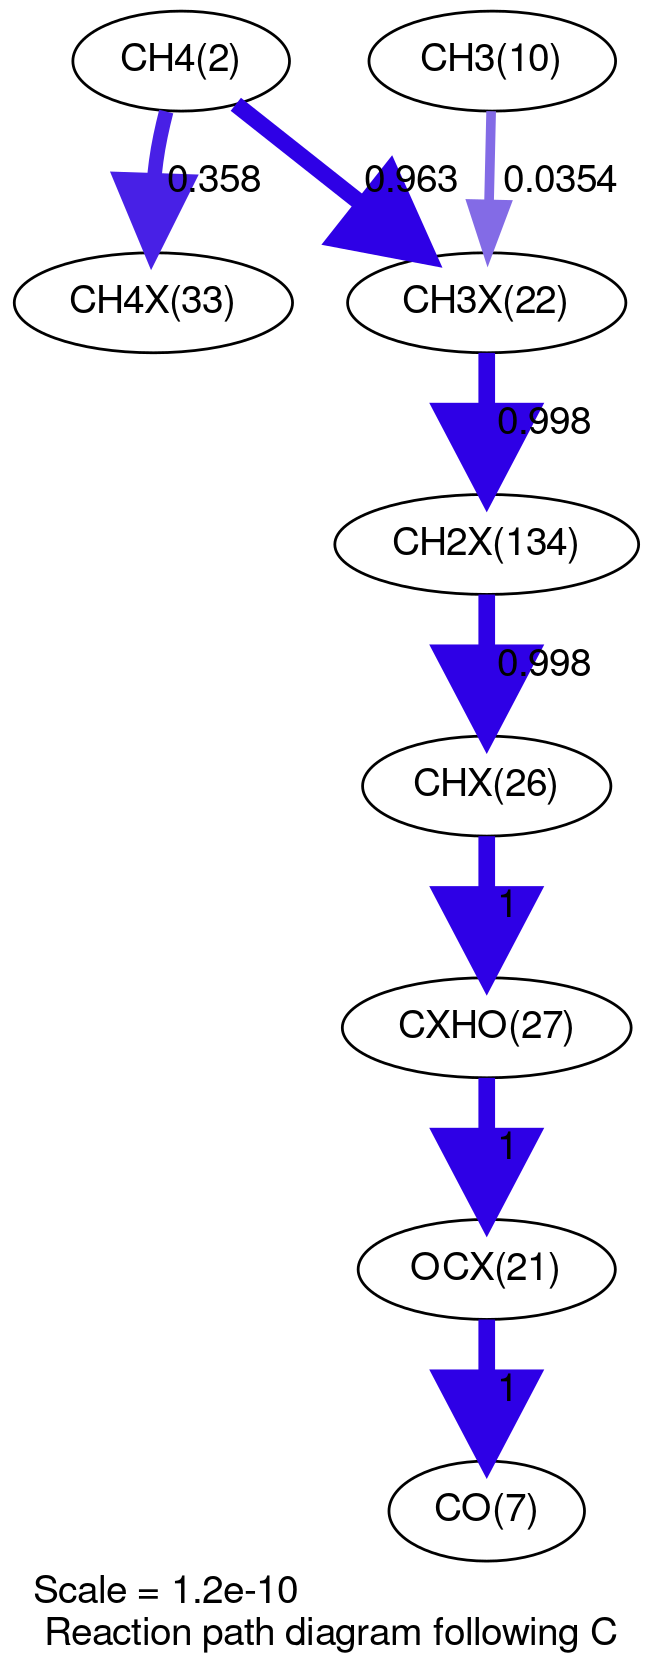 CH4(2) CH3(10)
0.358 0.963 0.0354
CH4X(33) CH3X(22)
0.998
CH2X(134)
0.998
CHX(26)
1
CXHO(27)
1
OCX(21)
1
CO(7)
Scale = 1.2e-10
Reaction path diagram following C